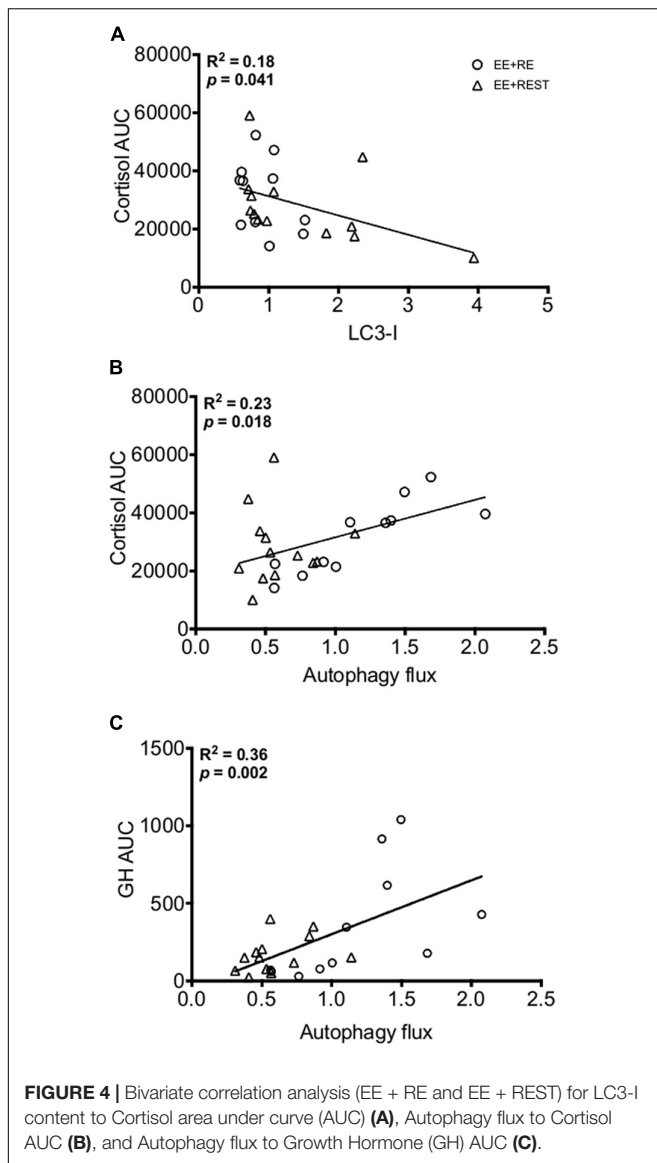 A
R² = 0.18
p = 0.041
EE+RE
EE+REST
80000
60000
40000
20000
0
Cortisol AUC
0 1 2 3 4 5
LC3-I
B
R² = 0.23
p = 0.018
80000
60000
40000
20000
0
Cortisol AUC
0.0 0.5 1.0 1.5 2.0 2.5
Autophagy flux
C
R² = 0.36
p = 0.002
1500
1000
500
0
GH AUC
0.0 0.5 1.0 1.5 2.0 2.5
Autophagy flux
FIGURE 4 | Bivariate correlation analysis (EE + RE and EE + REST) for LC3-I
content to Cortisol area under curve (AUC) (A), Autophagy flux to Cortisol
AUC (B), and Autophagy flux to Growth Hormone (GH) AUC (C).